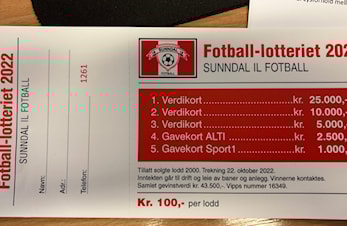 Fotball-lotteriet 2022
SUNNDAL IL FOTBALL
Navn:
Adr.:
Telefon:
1261
SUNNDAL
FOTBALL
Fotball-lotteriet 202
SUNNDAL IL FOTBALL
1. Verdikort kr. 25.000,-
2. Verdikort kr. 10.000,-
3. Verdikort kr. 5.000,
4. Gavekort ALTI kr. 2.500,
5. Gavekort Sport1 kr. 1.000,
Tillatt solgte lodd 2000. Trekning 22. oktober 2022.
Inntekten går til drift og leie av baner og anlegg. Vinnerne kontaktes.
Samlet gevinstverdi kr. 43.500,- Vipps nummer 16349.
Kr. 100,- per lodd